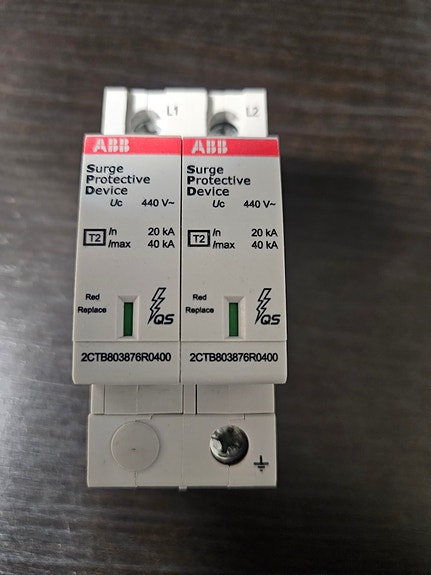 L1
L2
ABB
Surge
Protective
Device
Uc 440 V~
T2
In 20 kA
Imax 40 kA
Red
Replace
QS
2CTB803876R0400
ABB
Surge
Protective
Device
Uc 440 V~
T2
In 20 kA
Imax 40 kA
Red
Replace
QS
2CTB803876R0400